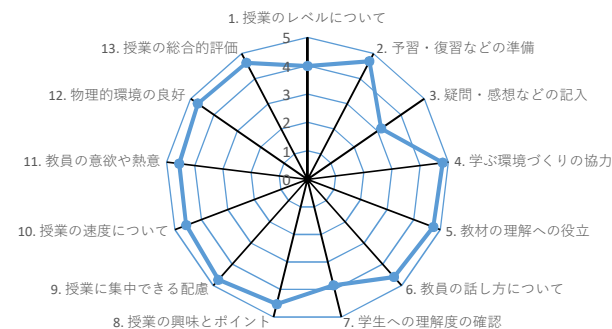 1. 授業のレベルについて
2. 予習・復習などの準備
3. 疑問・感想などの記入
4. 学ぶ環境づくりの協力
5. 教材の理解への役立
6. 教員の話し方について
7. 学生への理解度の確認
8. 授業の興味とポイント
9. 授業に集中できる配慮
10. 授業の速度について
11. 教員の意欲や熱意
12. 物理的環境の良好
13. 授業の総合的評価
5
4
3
2
1
0